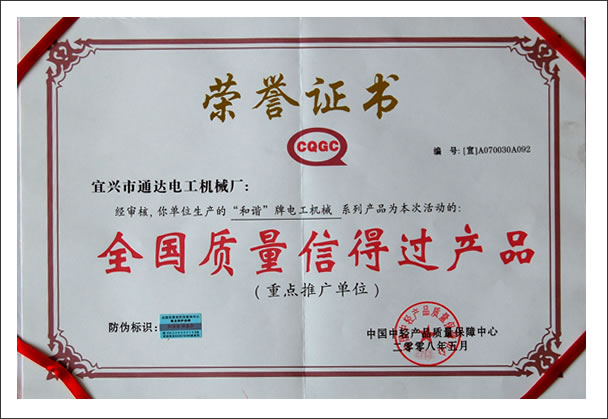 荣誉证书
CQGC
编 号:[宣]A070030A092
宜兴市通达电工机械厂:
经审核,你单位生产的 “和谐”牌电工机械 系列产品为本次活动的:
全国质量信得过产品
(重点推广单位)
防伪标识:
中国中轻产品质量保障中心
二零零八年五月